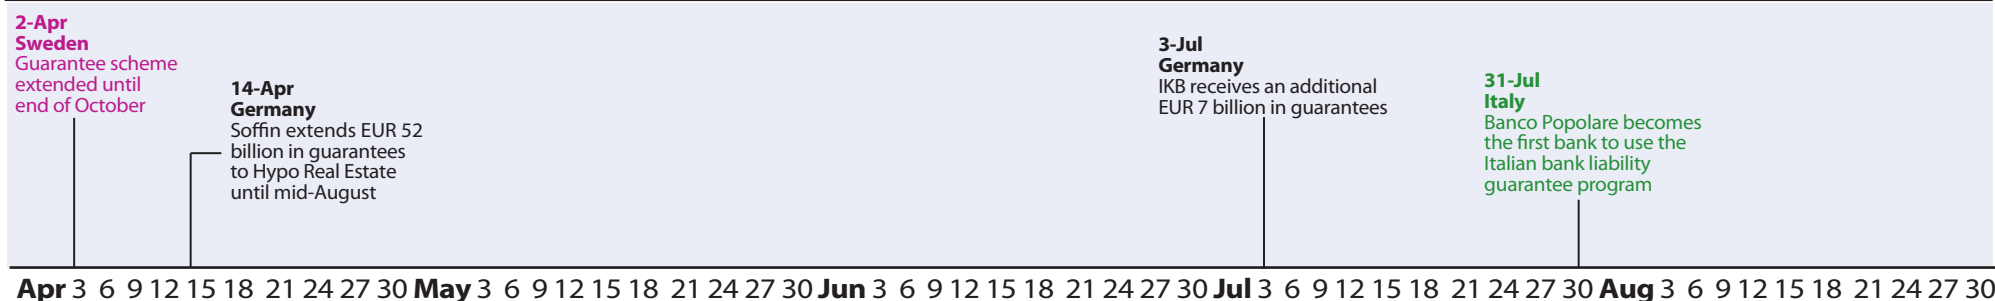 2-Apr
Sweden
Guarantee scheme
extended until
end of October
14-Apr
Germany
Soffin extends EUR 52
billion in guarantees
to Hypo Real Estate
until mid-August
3-Jul
Germany
IKB receives an additional
EUR 7 billion in guarantees
31-Jul
Italy
Banco Popolare becomes
the first bank to use the
Italian bank liability
guarantee program
Apr 3 6 9 12 15 18 21 24 27 30 May 3 6 9 12 15 18 21 24 27 30 Jun 3 6 9 12 15 18 21 24 27 30 Jul 3 6 9 12 15 18 21 24 27 30 Aug 3 6 9 12 15 18 21 24 27 30